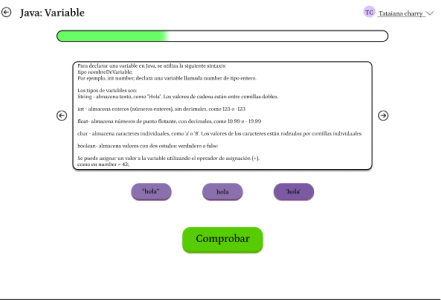 Java: Variable
TC Tataiana charry
Para declarar una variable en Java, se utiliza la siguiente sintaxis:
tipo nombreDeVariable;
Por ejemplo, int number; declara una variable llamada number de tipo entero.
Los tipos de variables son:
String - almacena texto, como "Hola". Los valores de cadena están entre comillas dobles.
int - almacena enteros (números enteros), sin decimales, como 123 o -123
float- almacena números de punto flotante, con decimales, como 19.99 o - 19.99
char - almacena caracteres individuales, como 'a' o 'B'. Los valores de los caracteres están rodeados por comillas individuales
boolean- almacena valores con dos estados: verdadero o falso
Se puede asignar un valor a la variable utilizando el operador de asignación (=),
como en number = 42;
"hola"
hola
'hola'
Comprobar